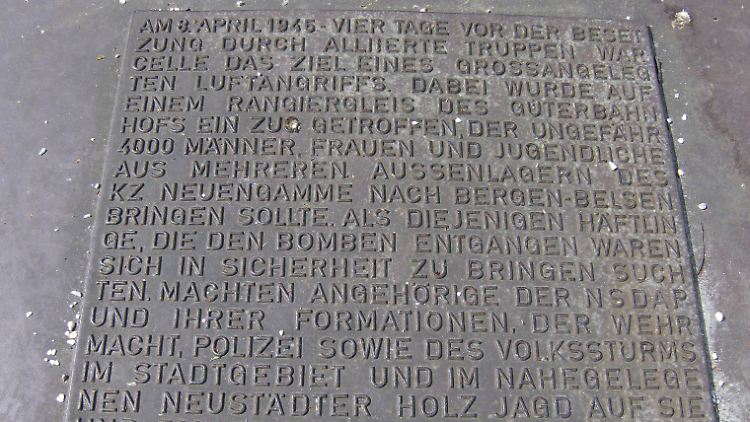 AM 8. APRIL 1945 - VIER TAGE VOR DER BESET
ZUNG DURCH ALLIIERTE TRUPPEN WAR
CELLE DAS ZIEL EINES GROSSANGELEG
TEN LUFTANGRIFFS. DABEI WURDE AUF
EINEM RANGIERGLEIS DES GÜTERBAHN
HOFS EIN ZUG GETROFFEN, DER UNGEFÄHR
4000 MÄNNER, FRAUEN UND JUGENDLICHE
AUS MEHREREN AUSSENLAGERN DES
KZ NEUENGAMME NACH BERGEN-BELSEN
BRINGEN SOLLTE. ALS DIEJENIGEN HÄFTLIN
GE, DIE DEN BOMBEN ENTGANGEN WAREN
SICH IN SICHERHEIT ZU BRINGEN SUCH
TEN, MACHTEN ANGEHÖRIGE DER NSDAP
UND IHRER FORMATIONEN, DER WEHR
MACHT, POLIZEI SOWIE DES VOLKSSTURMS
IM STADTGEBIET UND IM NAHEGELEGE
NEN NEUSTÄDTER HOLZ JAGD AUF SIE